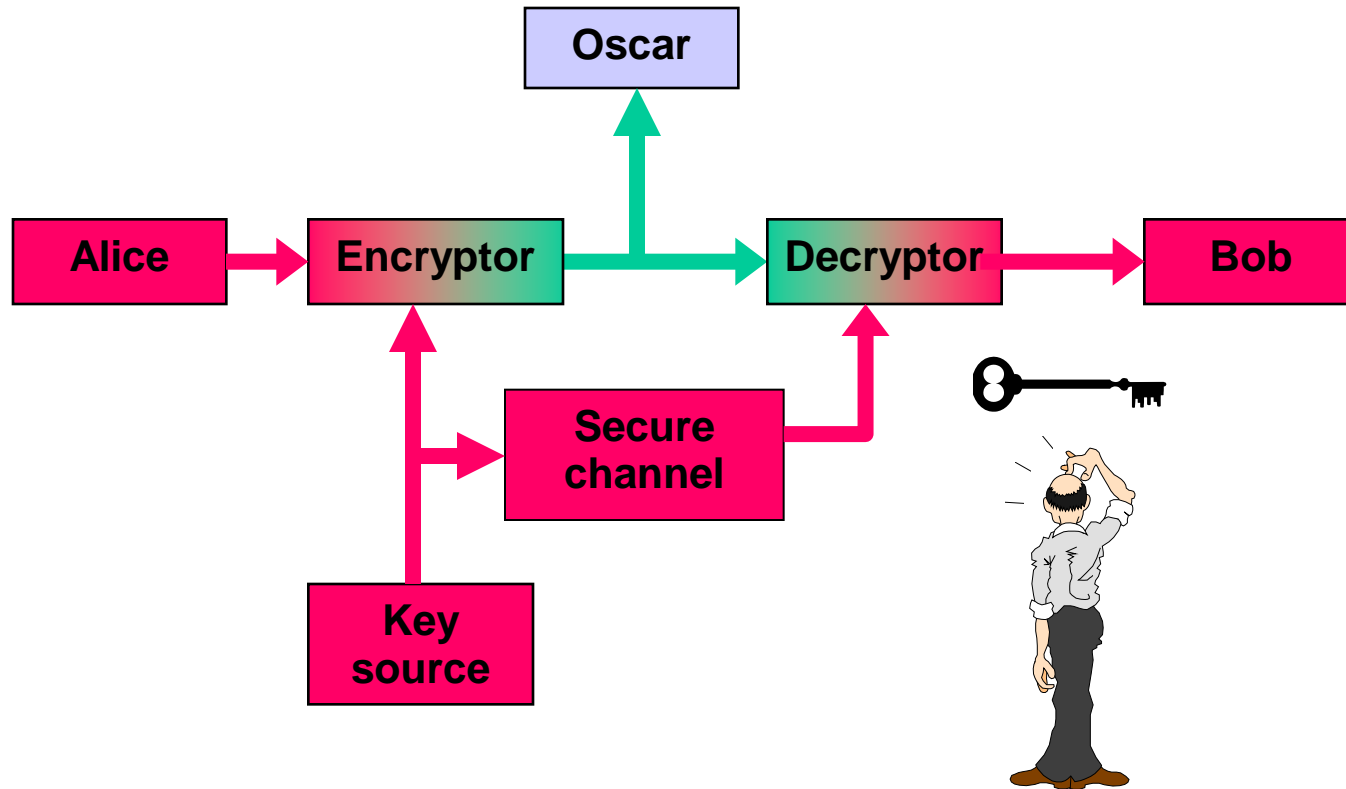 Oscar
Alice
Encryptor
Decryptor
Bob
Secure
channel
Key
source